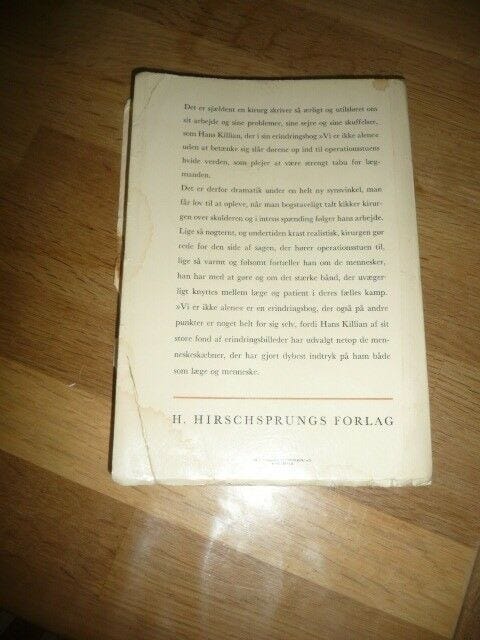 Det er sjældent en kirurg skriver så ærligt og utilsløret om
sit arbejde og sine problemer, sine sejre og sine skuffelser,
som Hans Killian, der i sin erindringsbog »Vi er ikke alene«
uden at betænke sig slår dørene op ind til operationsstuens
hvide verden, som plejer at være strengt tabu for læg-
manden.
Det er derfor dramatik under en helt ny synsvinkel, man
får lov til at opleve, når man bogstaveligt talt kikker kirur-
gen over skulderen og i intens spænding følger hans arbejde.
Lige så nøgternt, og undertiden krast realistisk, kirurgen gør
rede for den side af sagen, der hører operationsstuen til,
lige så varmt og følsomt fortæller han om de mennesker,
han har med at gøre og om det stærke bånd, der uvæger-
ligt knyttes mellem læge og patient i deres fælles kamp.
»Vi er ikke alene« er en erindringsbog, der også på andre
punkter er noget helt for sig selv, fordi Hans Killian af sit
store fond af erindringsbilleder har udvalgt netop de men-
neskeskæbner, der har gjort dybest indtryk på ham både
som læge og menneske.
H. HIRSCHSPRUNGS FORLAG